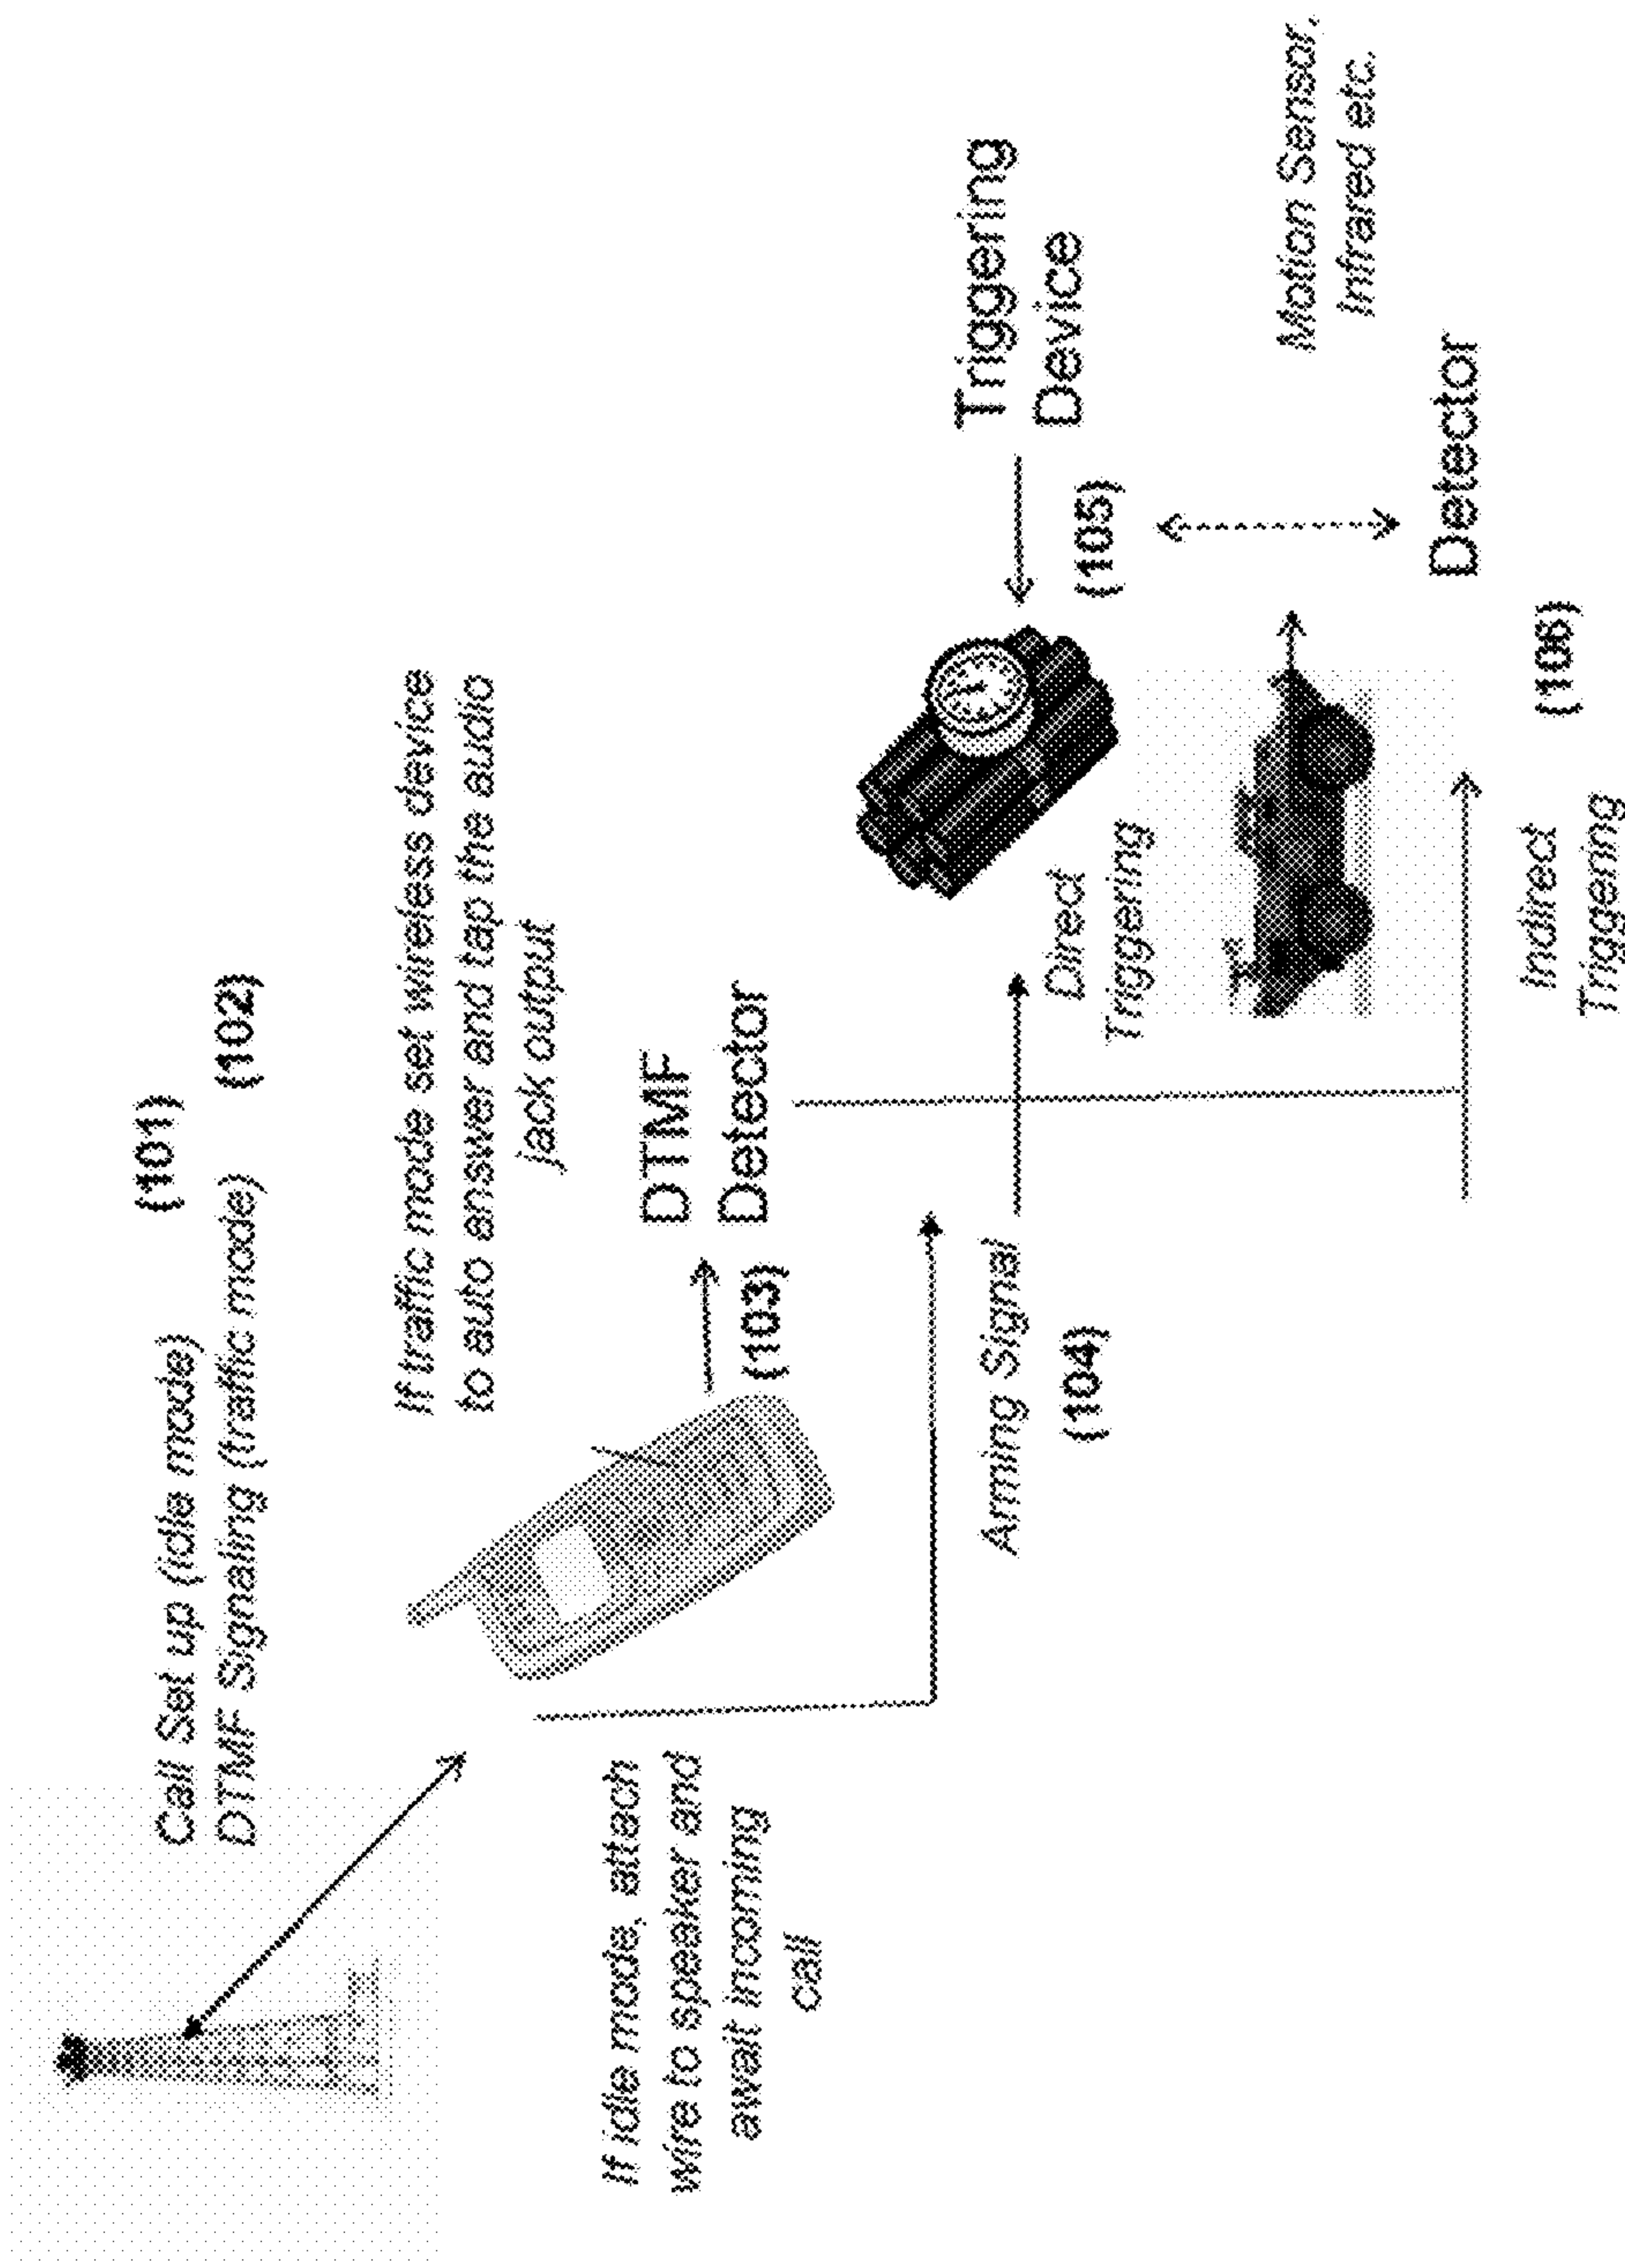 Call Set up (idle mode)
(101)
DTMF Signaling (traffic mode)
(102)
If traffic mode set wireless device
to auto answer and tap the audio
jack output
If idle mode, attach
wire to speaker and
await incoming
call
DTMF
Detector
(103)
Arming Signal
(104)
Direct
Triggering
Triggering
Device
(105)
Motion Sensor,
Infrared etc.
Detector
(106)
Indirect
Triggering